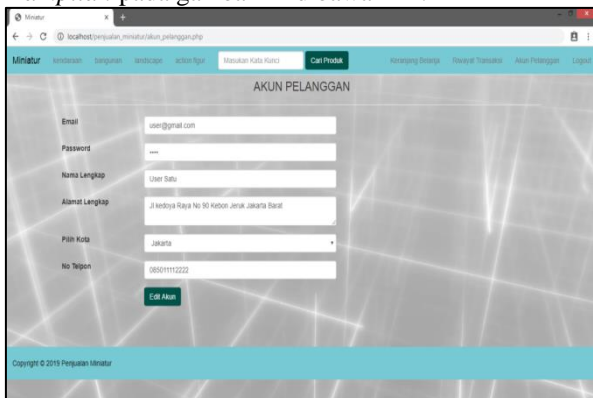 Miniatur
localhost/penjualan_miniatur/akun_pelanggan.php
Miniatur kendaraan bangunan landscape action figur Masukan Kata Kunci Cari Produk Keranjang Belanja Riwayat Transaksi Akun Pelanggan Logout
AKUN PELANGGAN
Email user@gmail.com
Password ••••
Nama Lengkap User Satu
Alamat Lengkap Jl kedoya Raya No 90 Kebon Jeruk Jakarta Barat
Pilih Kota Jakarta
No Telpon 085011112222
Edit Akun
Copyright © 2015 Penjualan Miniatur